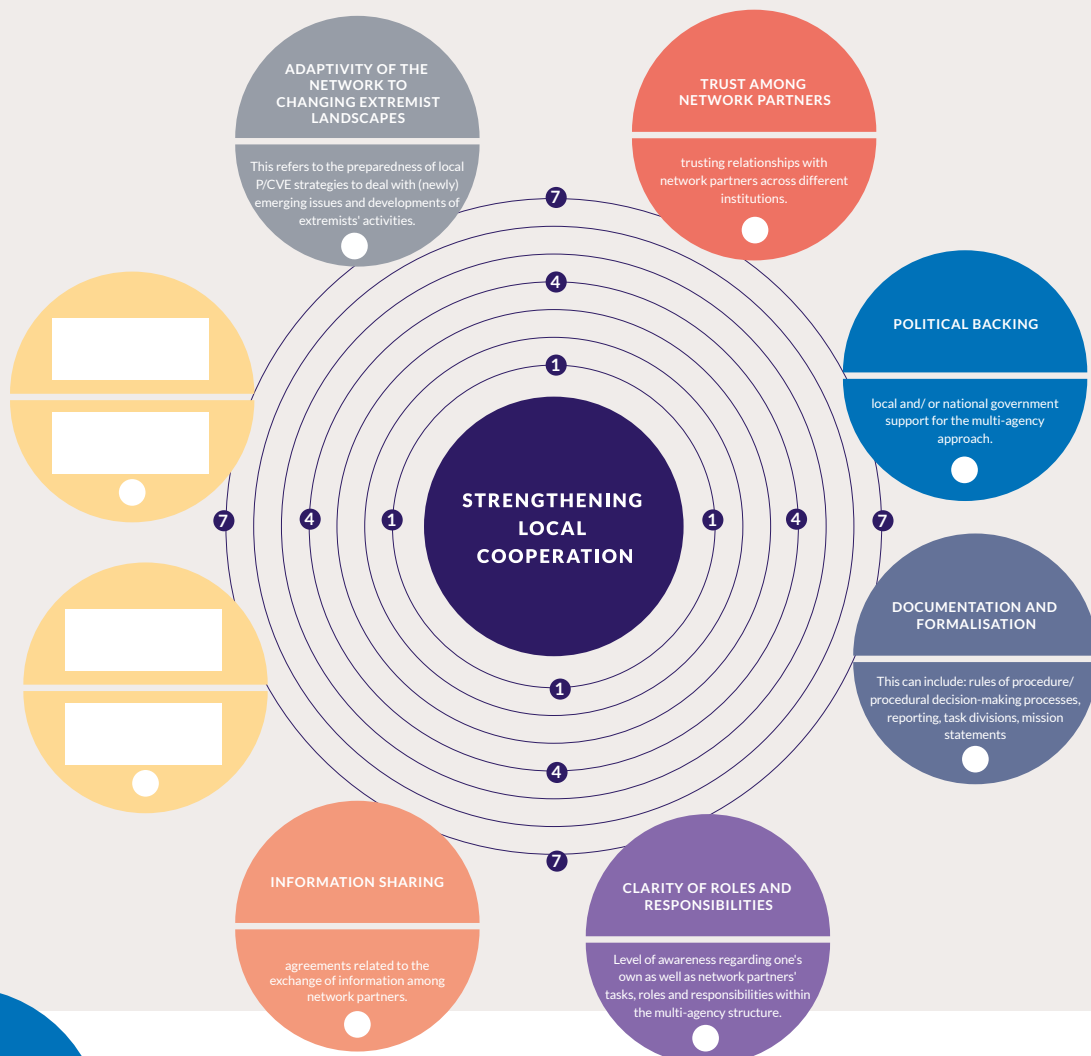 ADAPTIVITY OF THE
NETWORK TO
CHANGING EXTREMIST
LANDSCAPES
This refers to the preparedness of local
P/CVE strategies to deal with (newly)
emerging issues and developments of
extremists' activities.
TRUST AMONG
NETWORK PARTNERS
trusting relationships with
network partners across different
institutions.
POLITICAL BACKING
local and/ or national government
support for the multi-agency
approach.
DOCUMENTATION AND
FORMALISATION
This can include: rules of procedure/
procedural decision-making processes,
reporting, task divisions, mission
statements
CLARITY OF ROLES AND
RESPONSIBILITIES
Level of awareness regarding one's
own as well as network partners'
tasks, roles and responsibilities within
the multi-agency structure.
INFORMATION SHARING
agreements related to the
exchange of information among
network partners.
7
4
1
7 4 1
STRENGTHENING
LOCAL
COOPERATION
1 4 7
1
4
7